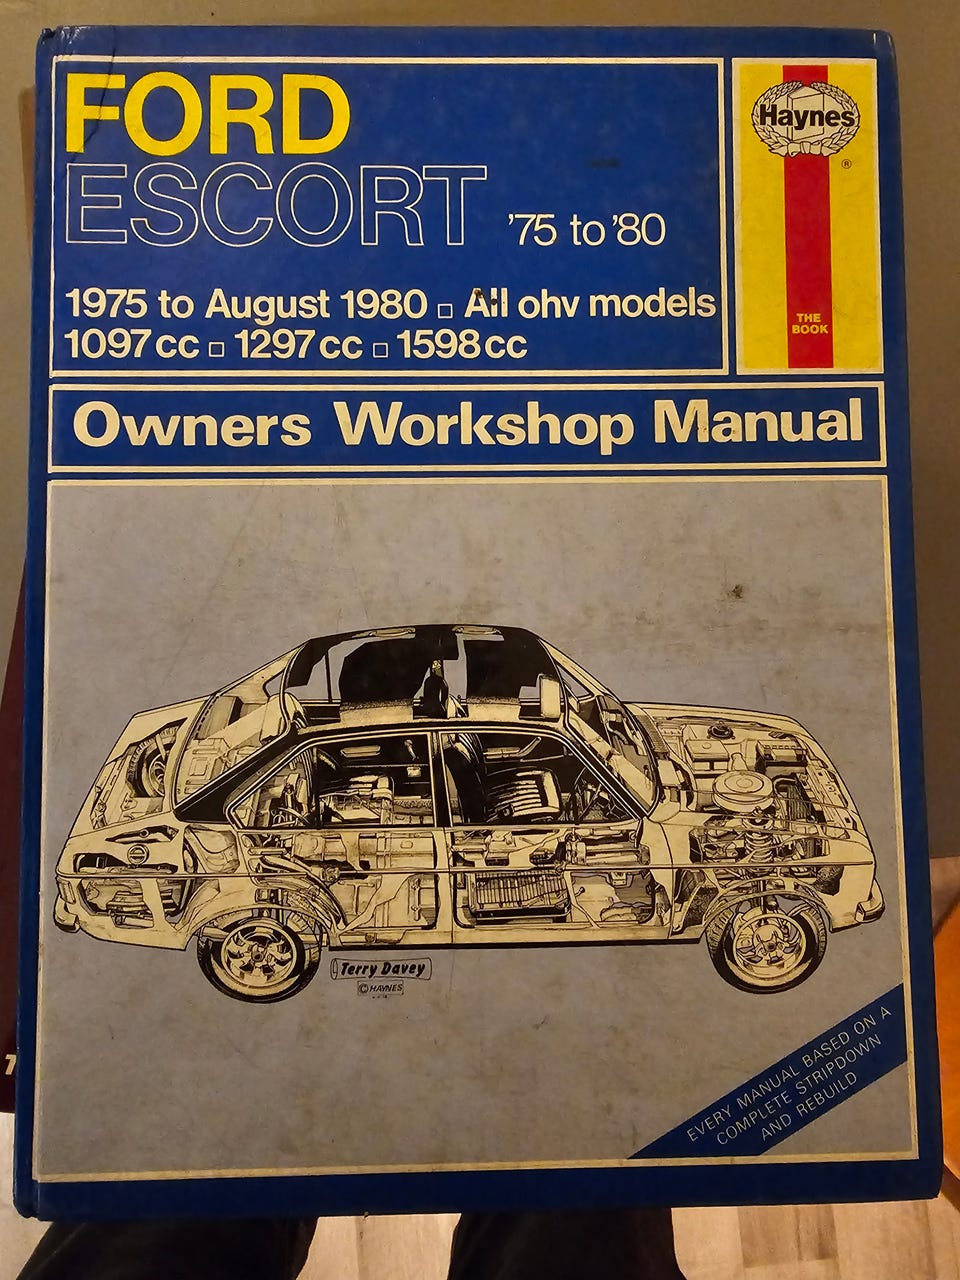 FORD
ESCORT '75 to '80
1975 to August 1980 □ All ohv models
1097 cc □ 1297 cc □ 1598 cc
Haynes
®
THE
BOOK
Owners Workshop Manual
Terry Davey
© HAYNES
EVERY MANUAL BASED ON A
COMPLETE STRIPDOWN
AND REBUILD